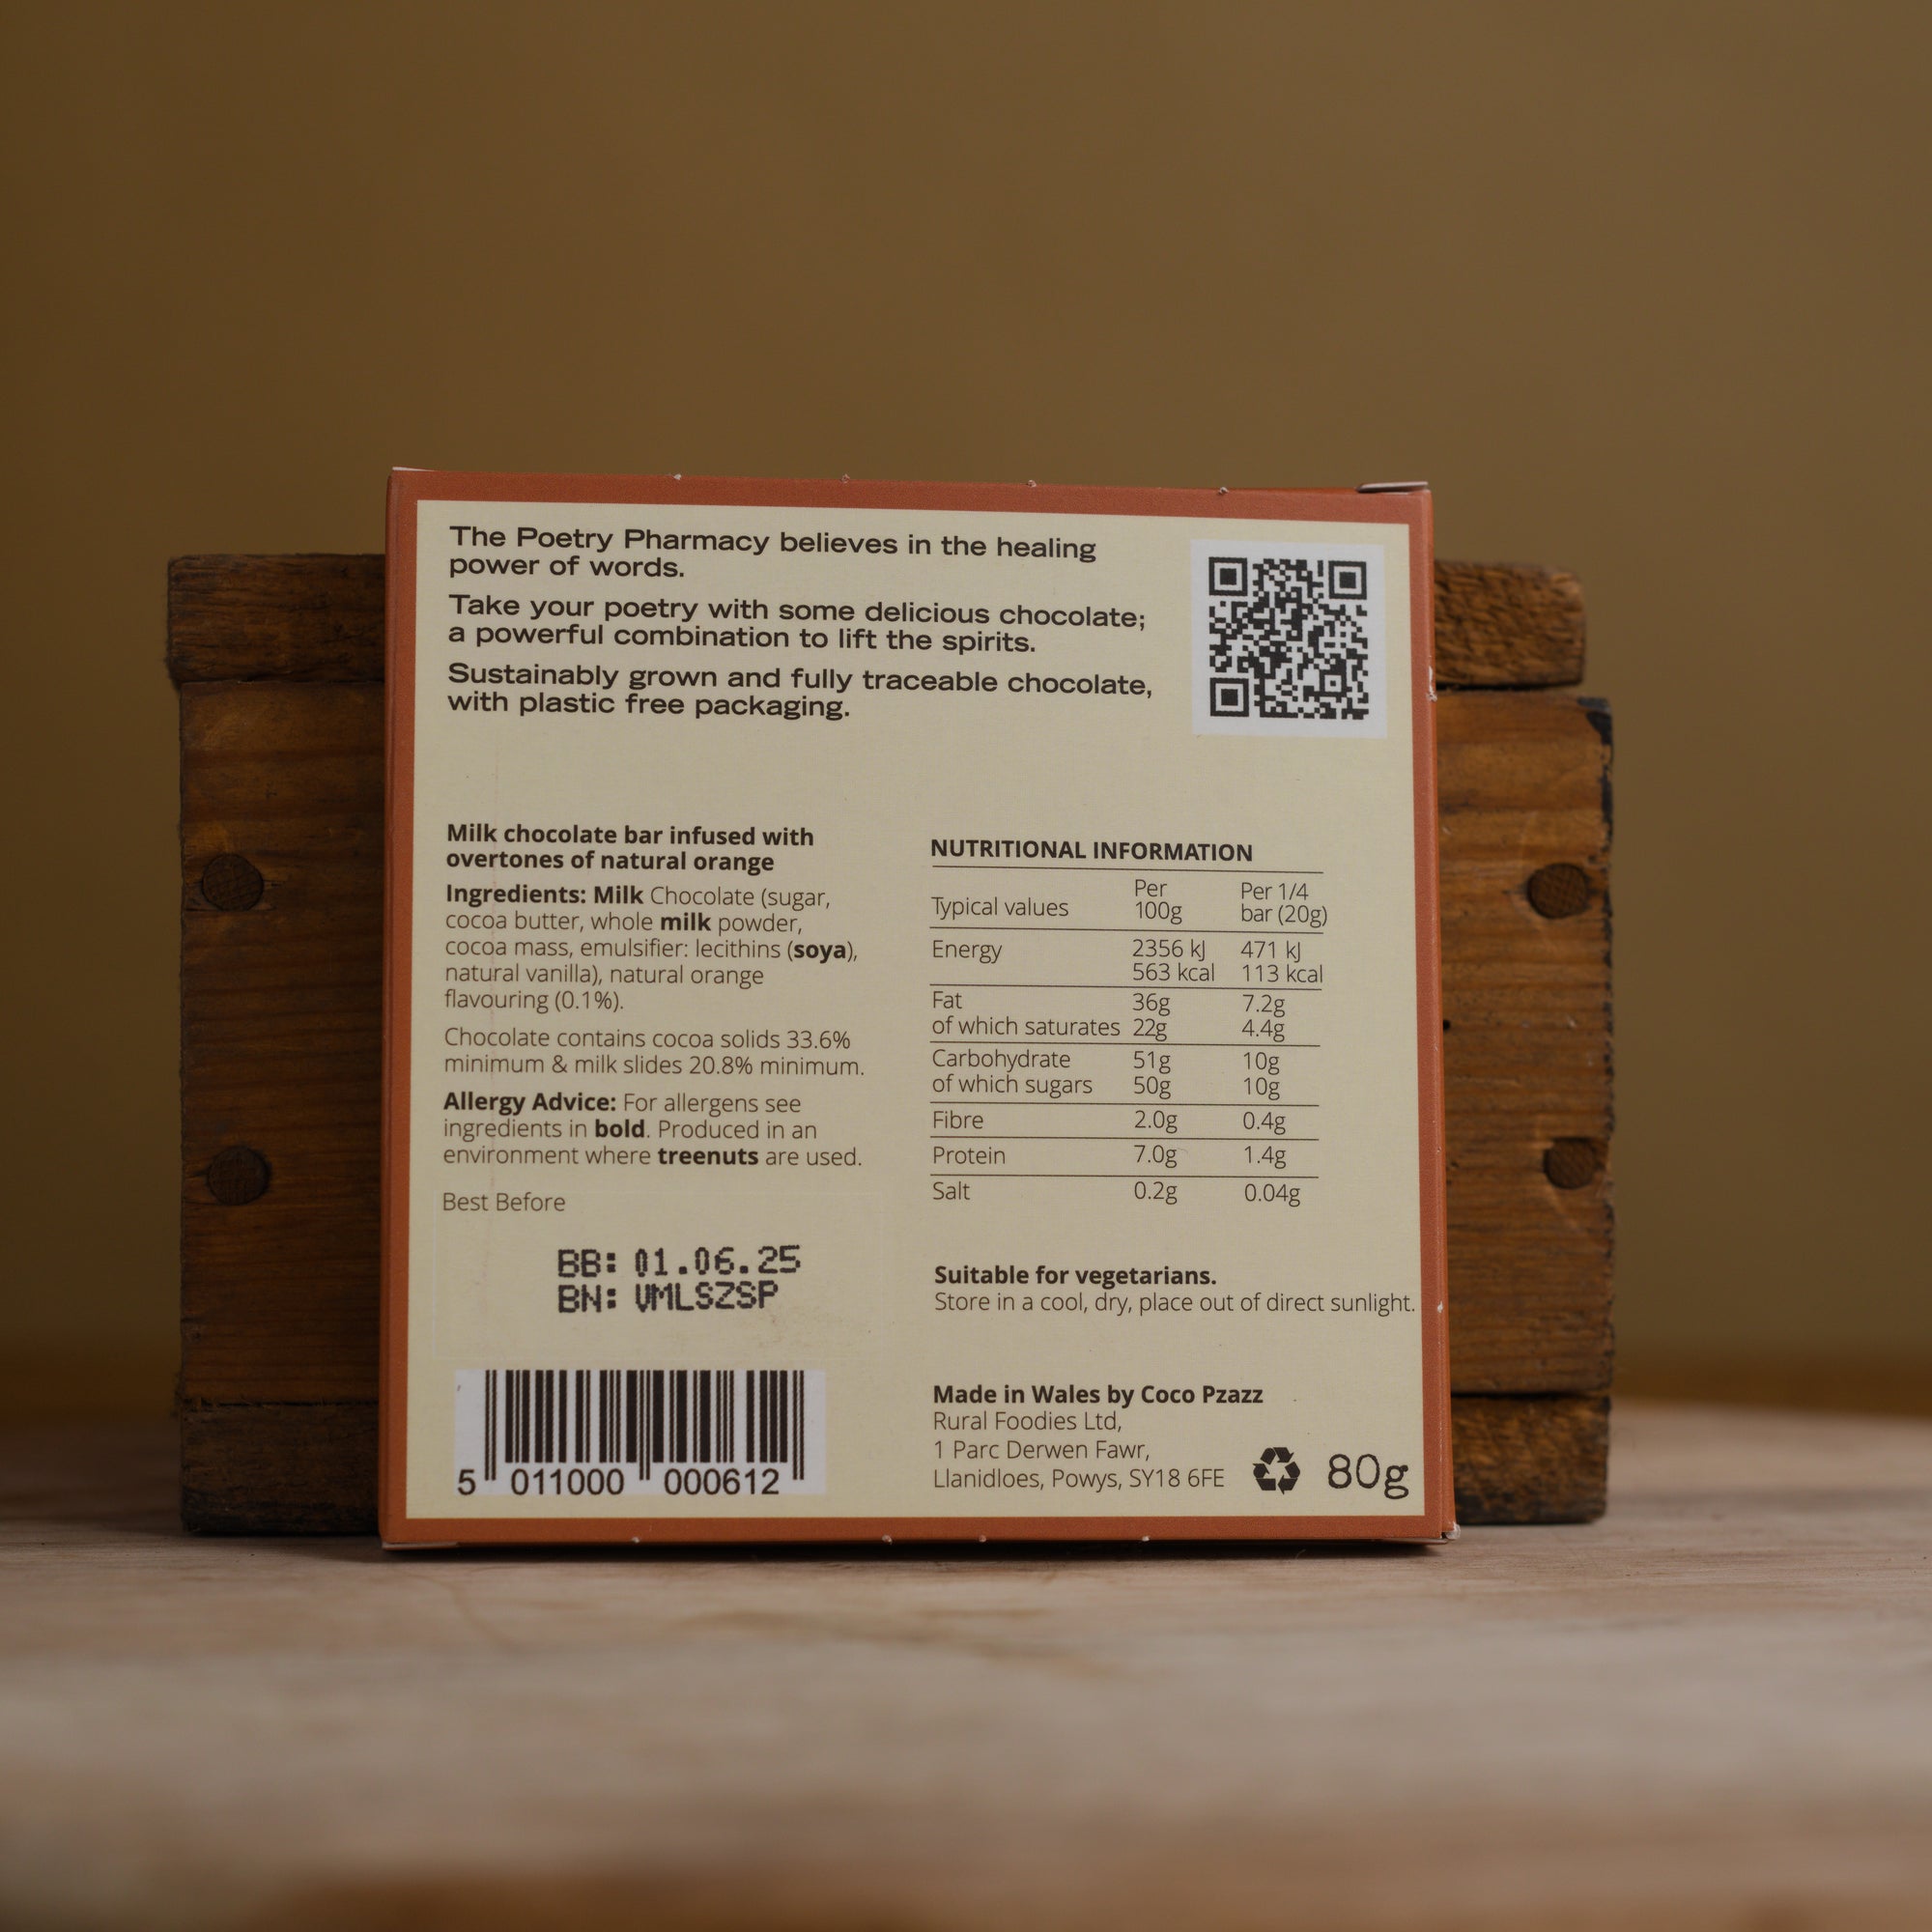 The Poetry Pharmacy believes in the healing
power of words.
Take your poetry with some delicious chocolate;
a powerful combination to lift the spirits.
Sustainably grown and fully traceable chocolate,
with plastic free packaging.
Milk chocolate bar infused with
overtones of natural orange
Ingredients: Milk Chocolate (sugar,
cocoa butter, whole milk powder,
cocoa mass, emulsifier: lecithins (soya),
natural vanilla), natural orange
flavouring (0.1%).
Chocolate contains cocoa solids 33.6%
minimum & milk slides 20.8% minimum.
Allergy Advice: For allergens see
ingredients in bold. Produced in an
environment where treenuts are used.
Best Before
BB: 01.06.25
BN: VMLSZSP
5 011000 000612
NUTRITIONAL INFORMATION
Typical values Per 100g Per 1/4 bar (20g)
Energy 2356 kJ 471 kJ
563 kcal 113 kcal
Fat 36g 7.2g
of which saturates 22g 4.4g
Carbohydrate 51g 10g
of which sugars 50g 10g
Fibre 2.0g 0.4g
Protein 7.0g 1.4g
Salt 0.2g 0.04g
Suitable for vegetarians.
Store in a cool, dry, place out of direct sunlight.
Made in Wales by Coco Pzazz
Rural Foodies Ltd,
1 Parc Derwen Fawr,
Llanidloes, Powys, SY18 6FE
80g